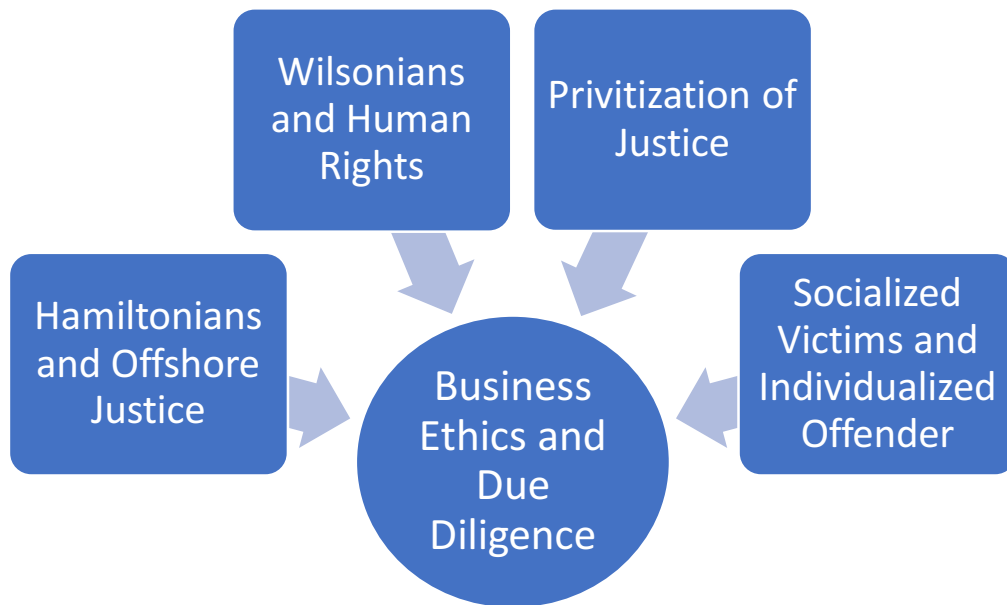 Wilsonians
and Human
Rights
Privitization of
Justice
Hamiltonians
and Offshore
Justice
Socialized
Victims and
Individualized
Offender
Business
Ethics and
Due
Diligence